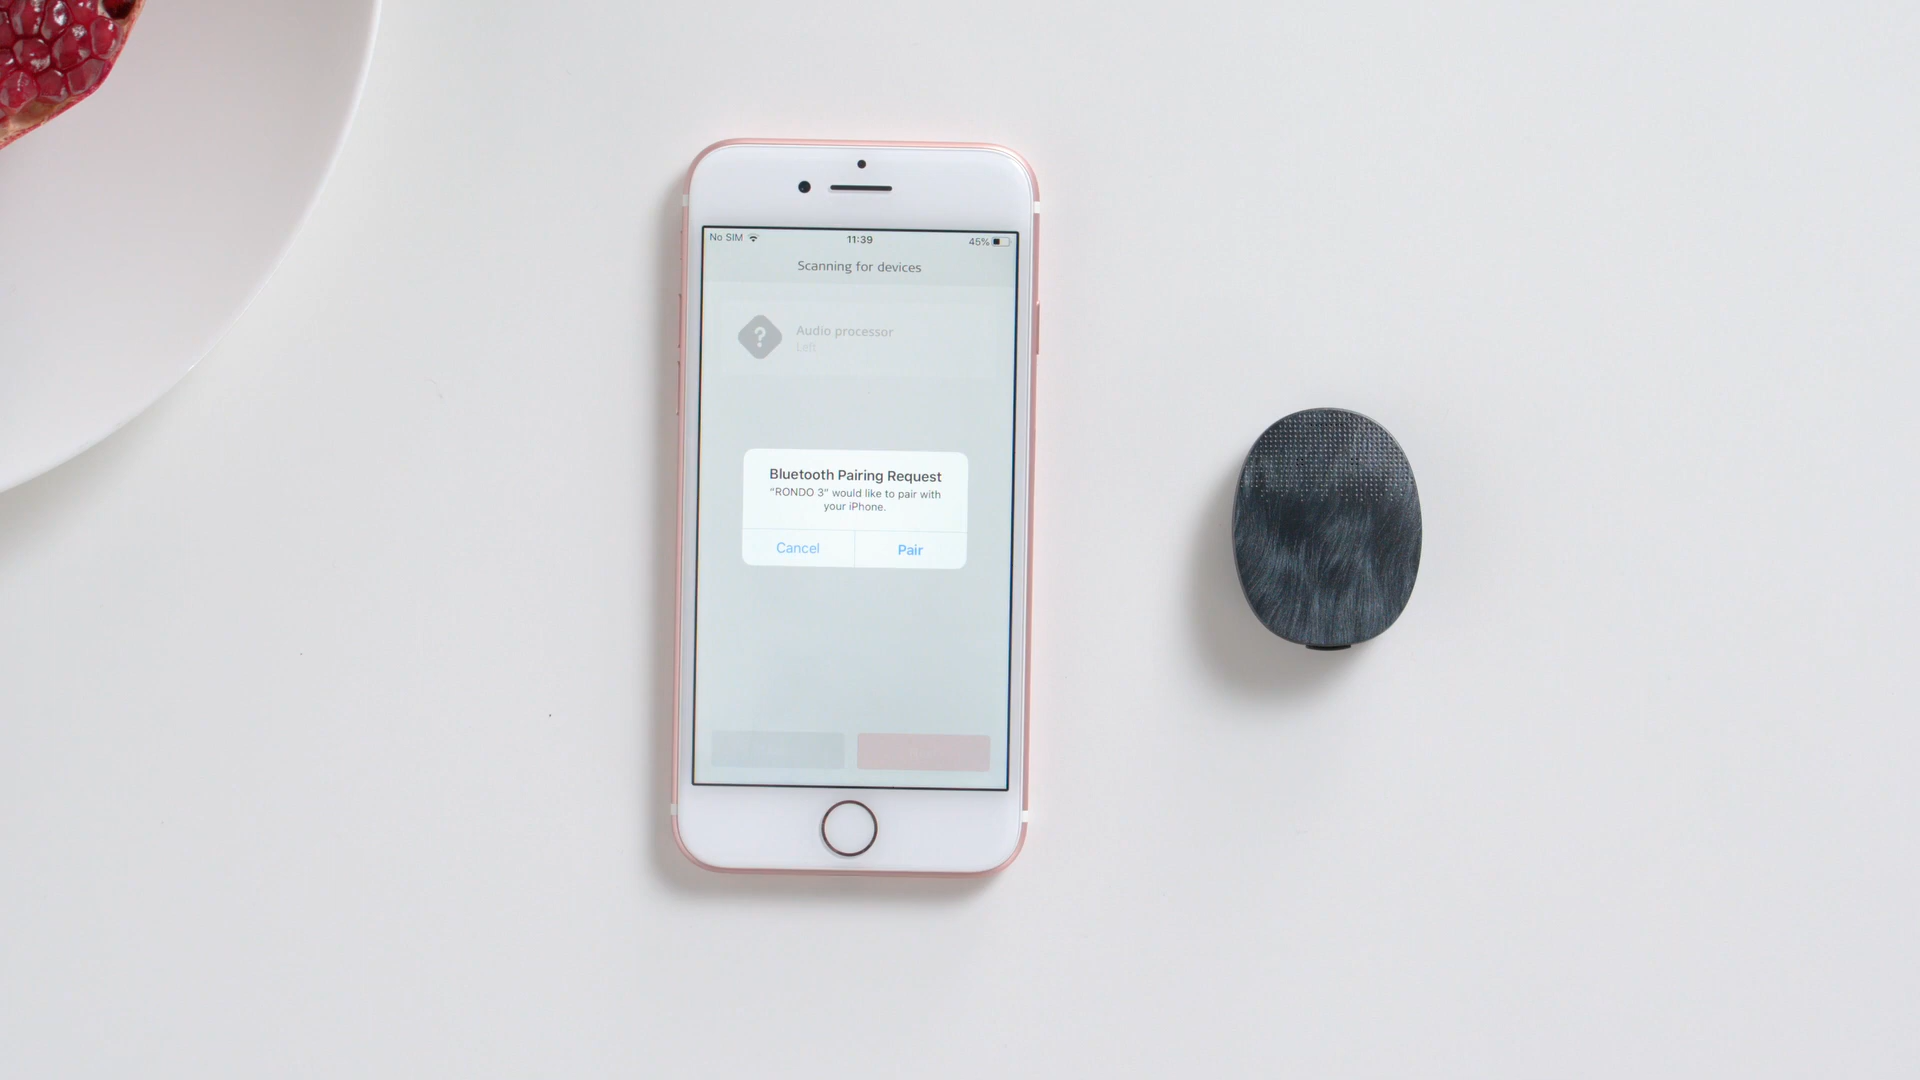 No SIM 11:39 45%
Scanning for devices
?
Audio processor
Left
Bluetooth Pairing Request
“RONDO 3” would like to pair with
your iPhone.
Cancel Pair